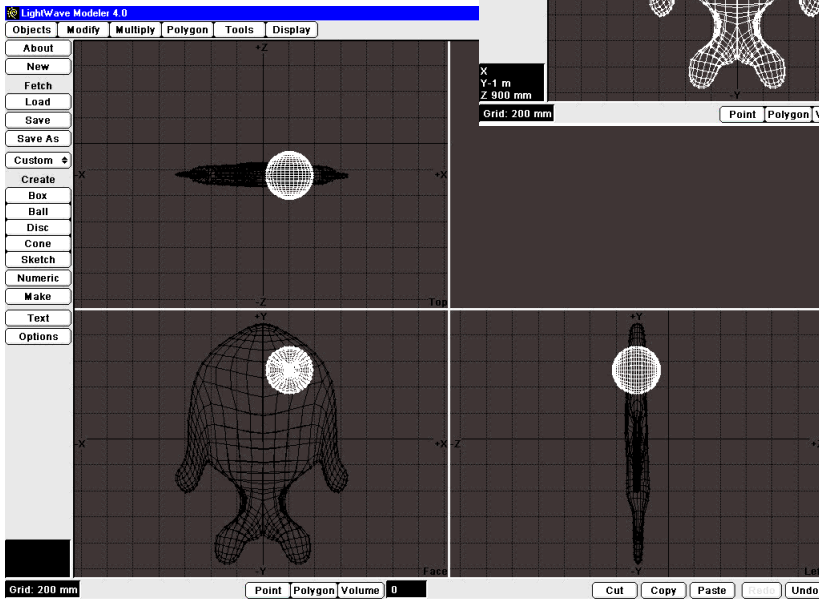 LightWave Modeler 4.0
Objects Modify Multiply Polygon Tools Display
About
New
Fetch
Load
Save
Save As
Custom
Create
Box
Ball
Disc
Cone
Sketch
Numeric
Make
Text
Options
+Z
-X
+X
-Z
Top
X
Y-1 m
Z 900 mm
-Y
Grid: 200 mm
Point Polygon V
+Y
-X
+X
-Y
Face
+Y
-Z
+Z
-Y
Lef
Grid: 200 mm
Point Polygon Volume 0
Cut Copy Paste Redo Undo